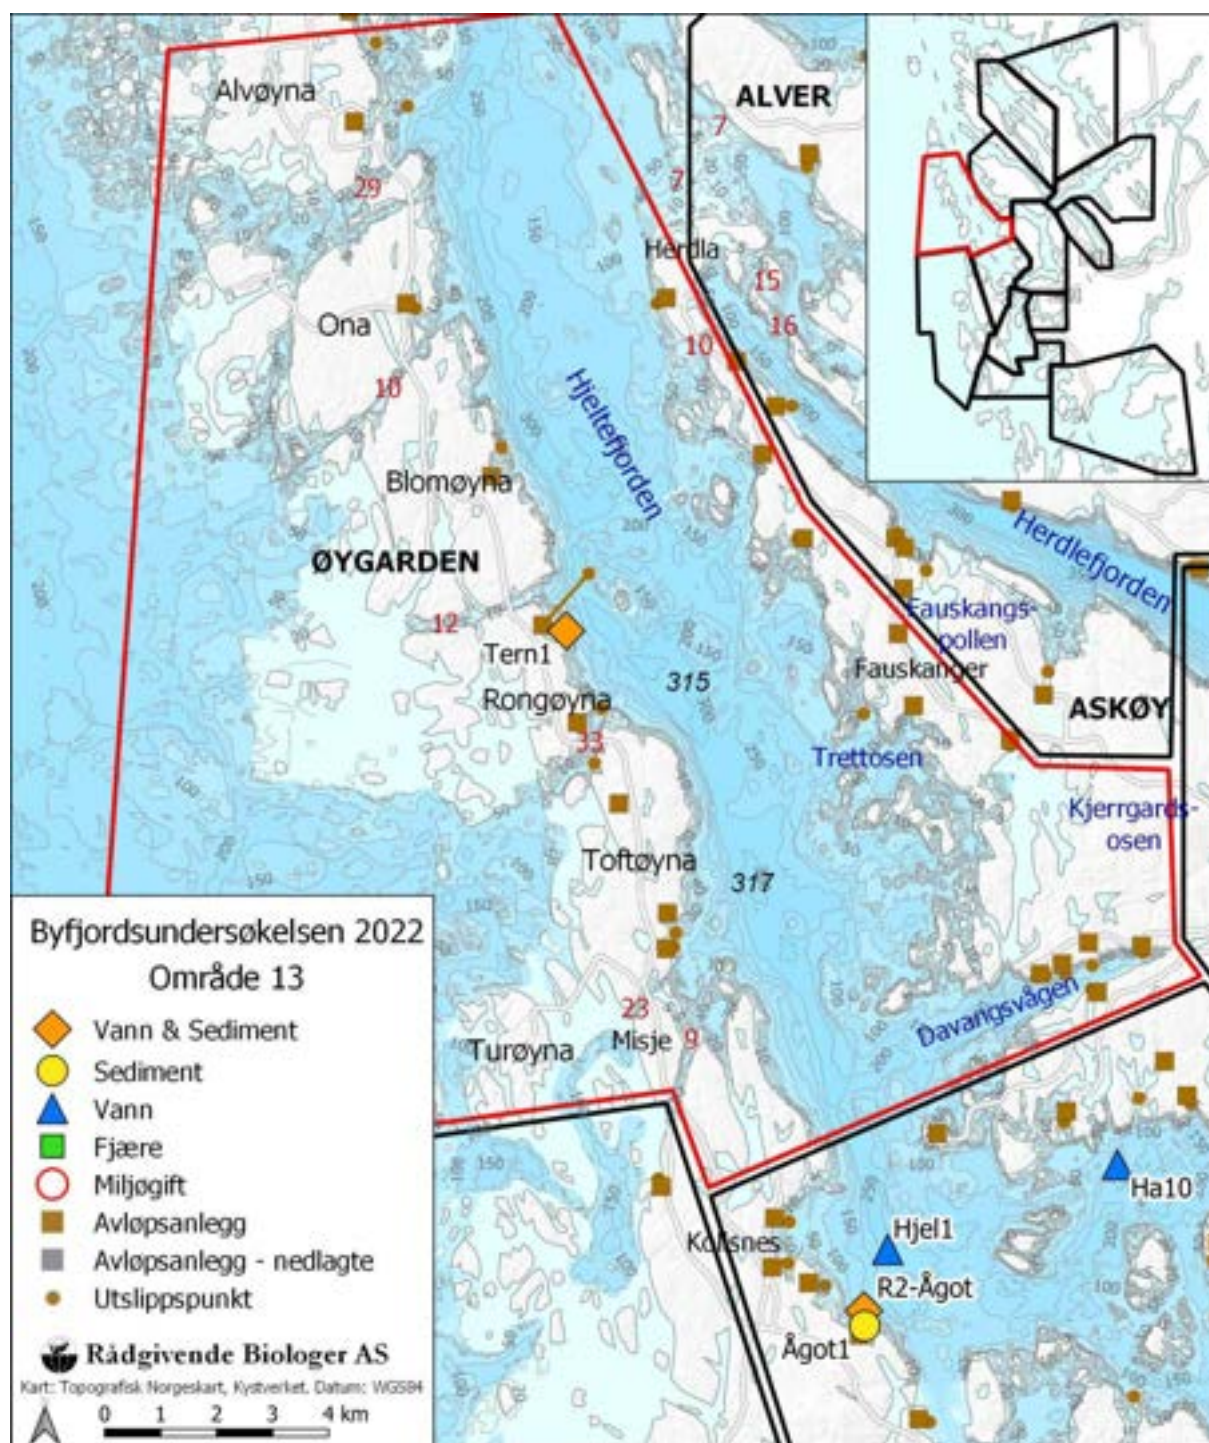 Alvøyna
ALVER
7
29
7
Herdla
15
Ona
16
10
10
Hjeltefjorden
Blomøyna
Herdlefjorden
ØYGARDEN
Fauskangs-
pollen
12
Tern1
Fauskanger
315
Rongøyna
ASKØY
33
Trettosen
Kjerrgards-
osen
Toftøyna
317
Davangsvågen
23
Misje
9
Turøyna
Byfjordsundersøkelsen 2022
Område 13
Vann & Sediment
Sediment
Vann
Fjære
Miljøgift
Avløpsanlegg
Avløpsanlegg - nedlagte
Utslippspunkt
Rådgivende Biologer AS
Kart: Topografisk Norgeskart, Kystverket. Datum: WGS84
0 1 2 3 4 km
Ha10
Kollsnes
Hjel1
R2-Ågot
Ågot1